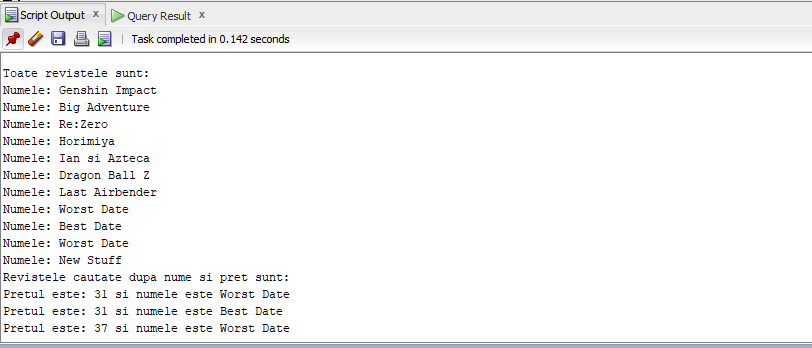 Script Output x Query Result x
Task completed in 0.142 seconds
Toate revistele sunt:
Numele: Genshin Impact
Numele: Big Adventure
Numele: Re:Zero
Numele: Horimiya
Numele: Ian si Azteca
Numele: Dragon Ball Z
Numele: Last Airbender
Numele: Worst Date
Numele: Best Date
Numele: Worst Date
Numele: New Stuff
Revistele cautate dupa nume si pret sunt:
Pretul este: 31 si numele este Worst Date
Pretul este: 31 si numele este Best Date
Pretul este: 37 si numele este Worst Date